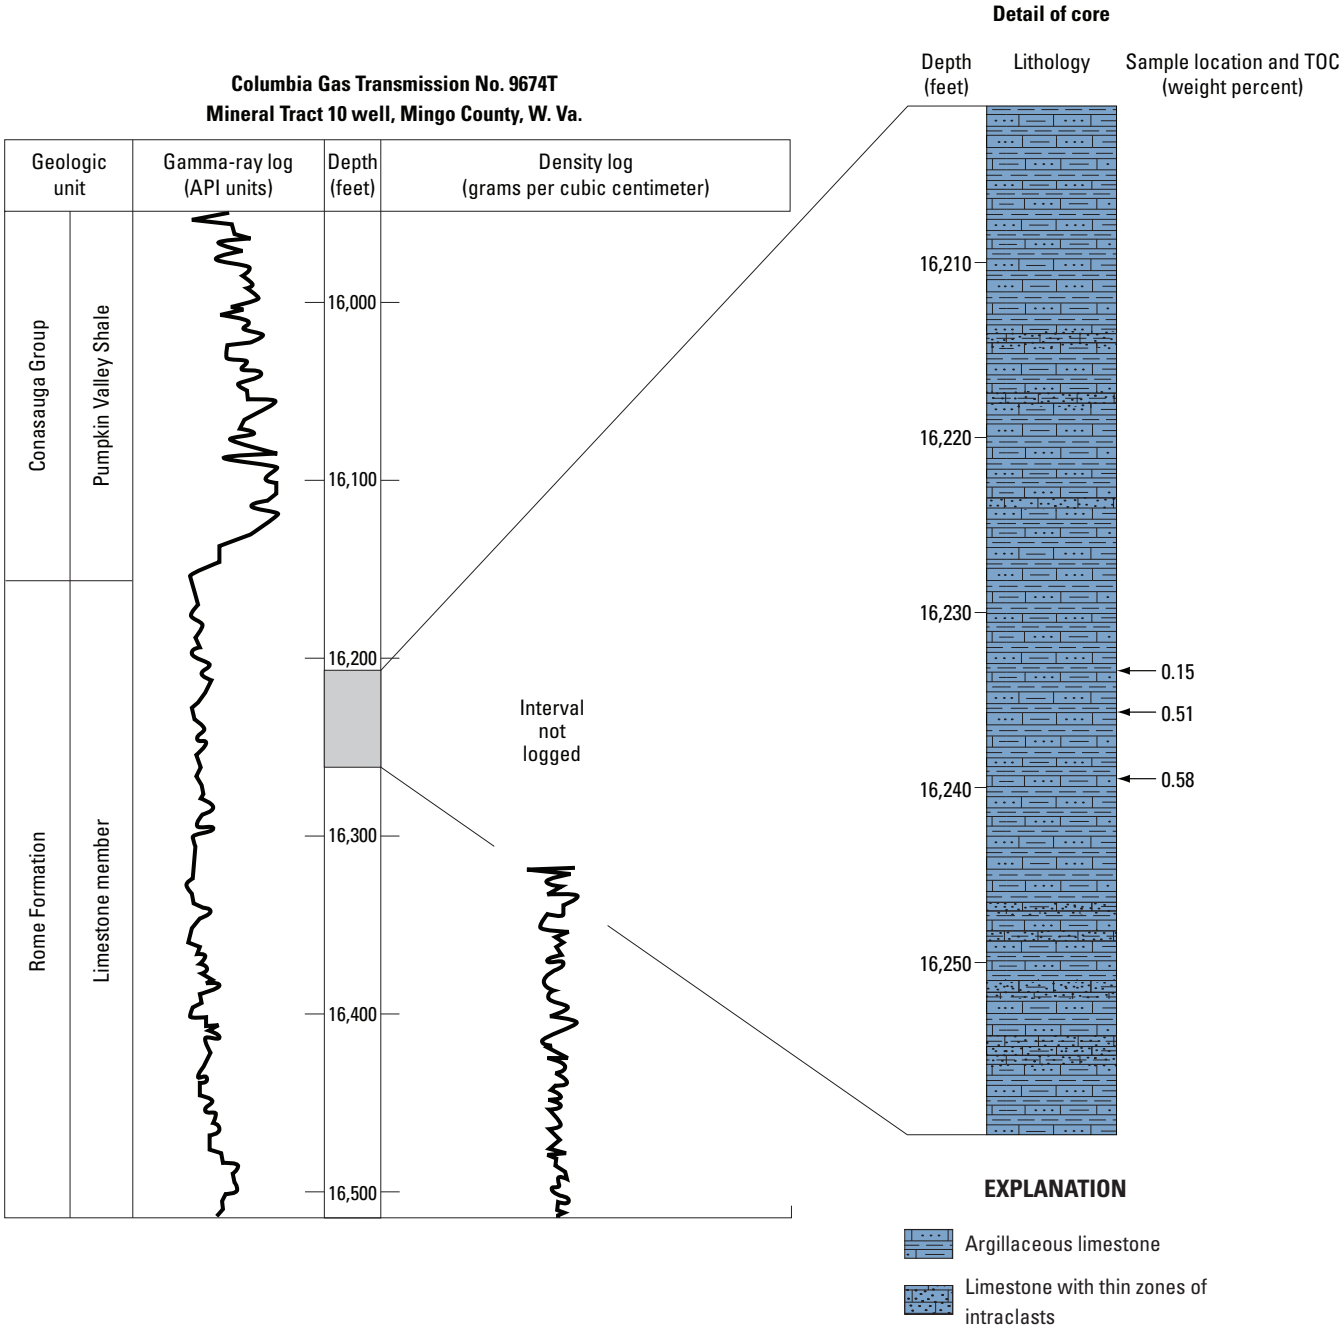 Columbia Gas Transmission No. 9674T
Mineral Tract 10 well, Mingo County, W. Va.
Geologic
unit
Gamma-ray log
(API units)
Depth
(feet)
Density log
(grams per cubic centimeter)
Conasauga Group
Pumpkin Valley Shale
Rome Formation
Limestone member
16,000
16,100
16,200
16,300
16,400
16,500
Interval
not
logged
Detail of core
Depth
(feet)
Lithology
Sample location and TOC
(weight percent)
16,210
16,220
16,230
16,240
16,250
0.15
0.51
0.58
EXPLANATION
Argillaceous limestone
Limestone with thin zones of
intraclasts